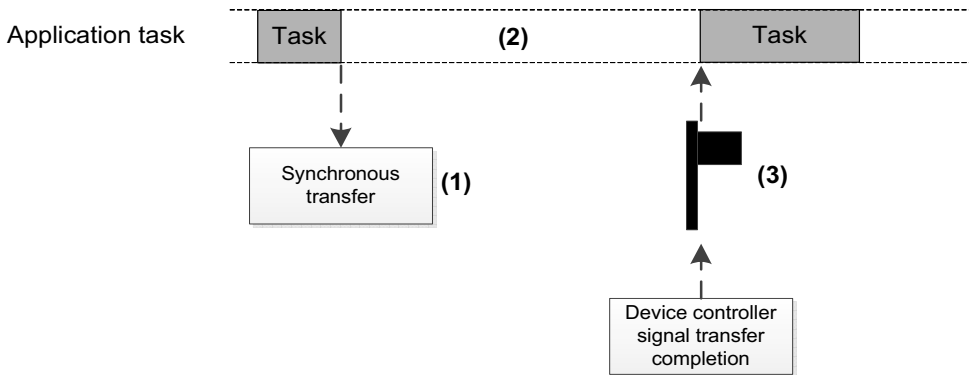 Application task
Task
(2)
Task
Synchronous
transfer
(1)
(3)
Device controller
signal transfer
completion